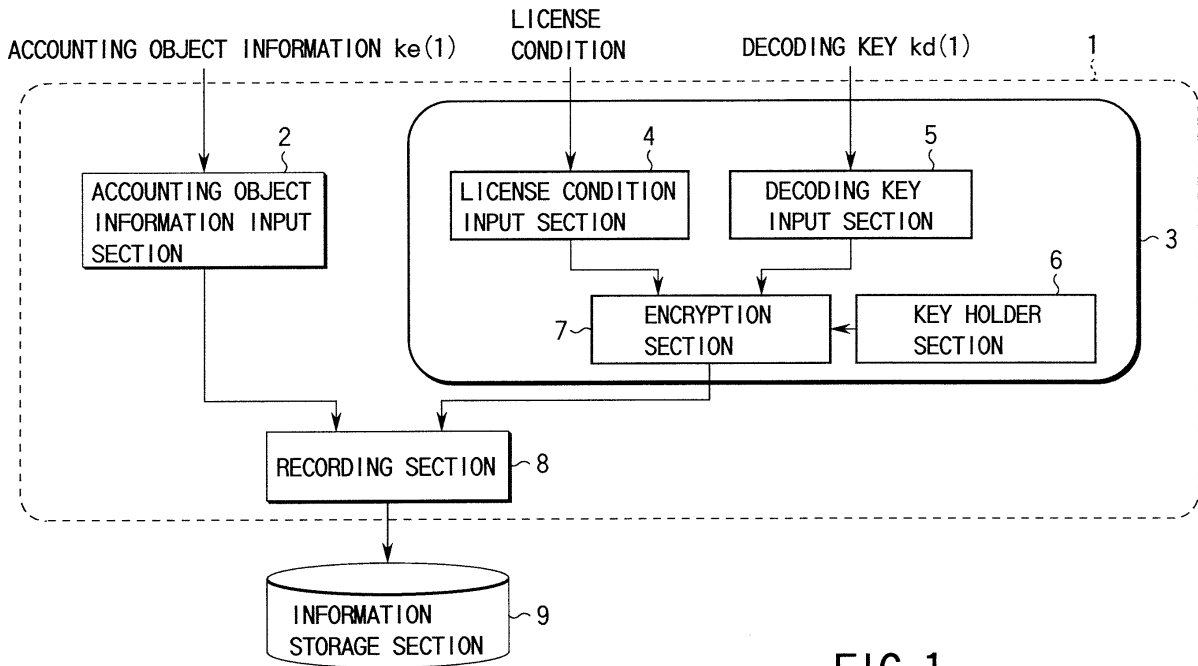 LICENSE
CONDITION
ACCOUNTING OBJECT INFORMATION ke(1)
DECODING KEY kd(1)
1
2
4
5
ACCOUNTING OBJECT
INFORMATION INPUT
SECTION
LICENSE CONDITION
INPUT SECTION
DECODING KEY
INPUT SECTION
3
6
7
ENCRYPTION
SECTION
KEY HOLDER
SECTION
RECORDING SECTION
8
INFORMATION
STORAGE SECTION
9